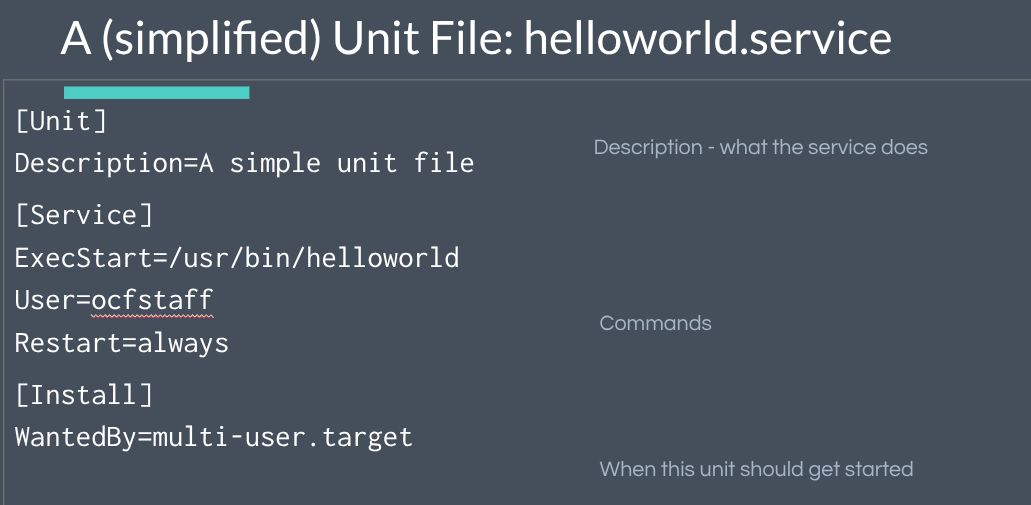 A (simplified) Unit File: helloworld.service
[Unit]
Description=A simple unit file
Description - what the service does
[Service]
ExecStart=/usr/bin/helloworld
User=ocfstaff
Restart=always
Commands
[Install]
WantedBy=multi-user.target
When this unit should get started